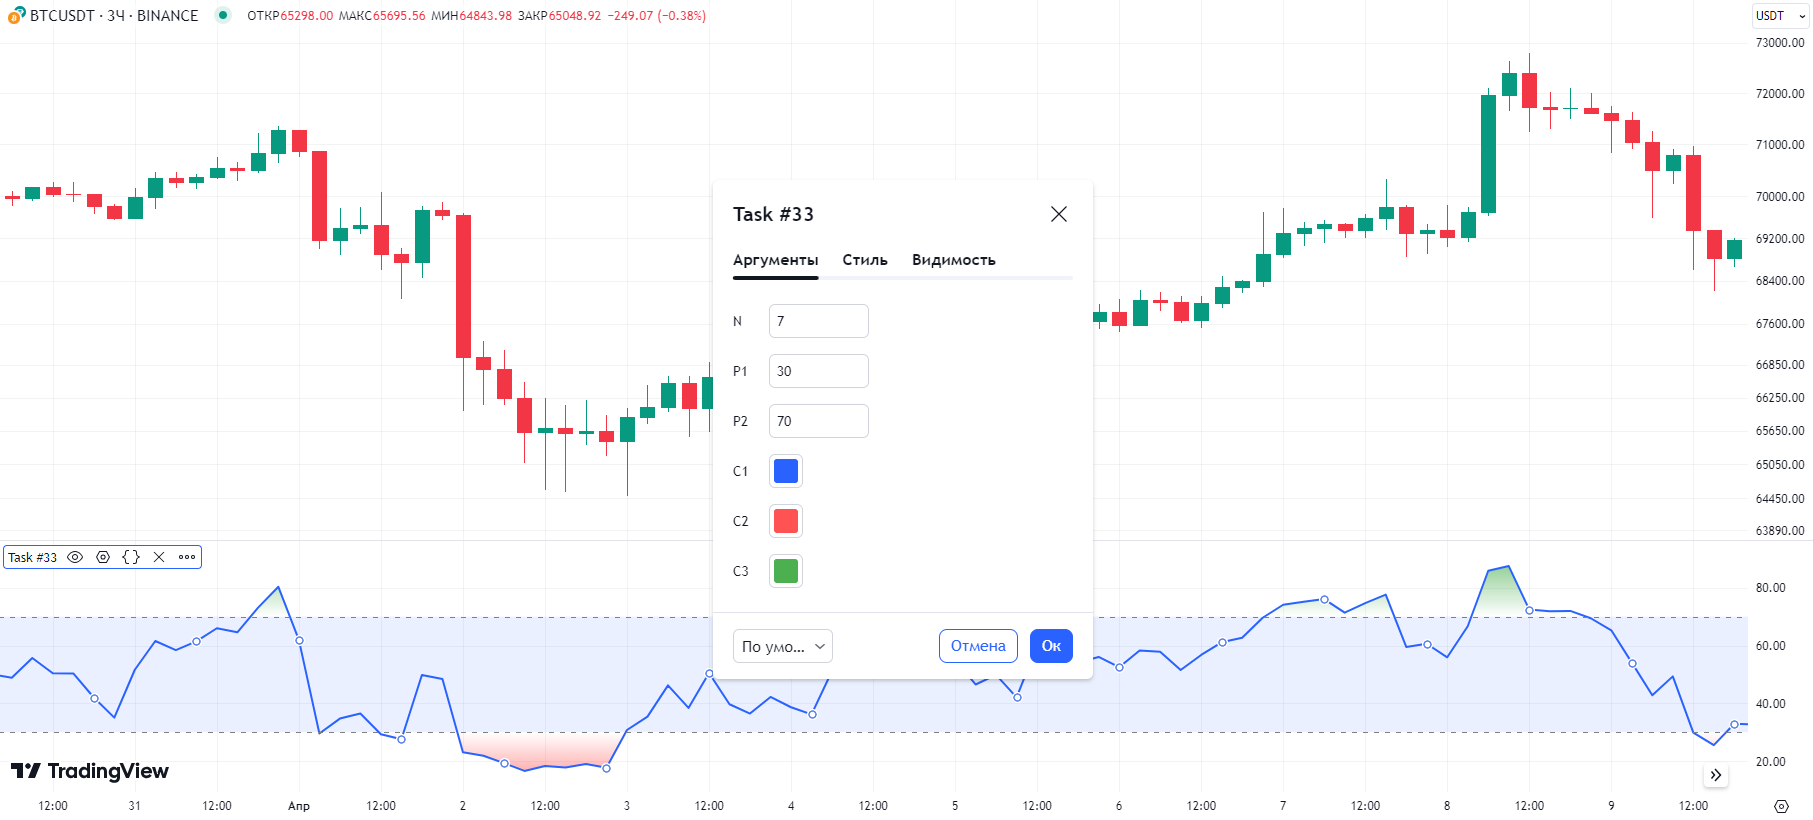 BTCUSDT · 3Ч · BINANCE ОТКР65298.00 МАКС65695.56 МИН64843.98 ЗАКР65048.92 −249.07 (−0.38%)
USDT
73000.00
72000.00
71000.00
70000.00
69200.00
68400.00
67600.00
66850.00
66250.00
65650.00
65050.00
64450.00
63890.00
Task #33
Аргументы Стиль Видимость
N 7
P1 30
P2 70
C1
C2
C3
По умо...
Отмена
Ок
Task #33
80.00
60.00
40.00
20.00
TradingView
12:00 31 12:00 Апр 12:00 2 12:00 3 12:00 4 12:00 5 12:00 6 12:00 7 12:00 8 12:00 9 12:00